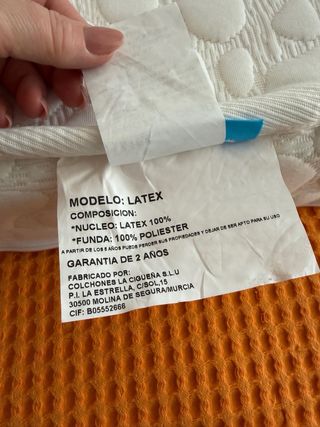 MODELO: LATEX
COMPOSICION:
*NUCLEO: LATEX 100%
*FUNDA: 100% POLIESTER
A PARTIR DE LOS 5 AÑOS PUEDE PERDER SUS PROPIEDADES Y DEJAR DE SER APTO PARA SU USO
GARANTIA DE 2 AÑOS
FABRICADO POR:
COLCHONES LA CIGUEÑA S.L.U
P.I. LA ESTRELLA, C/SOL,15
30500 MOLINA DE SEGURA/MURCIA
CIF: B05552666